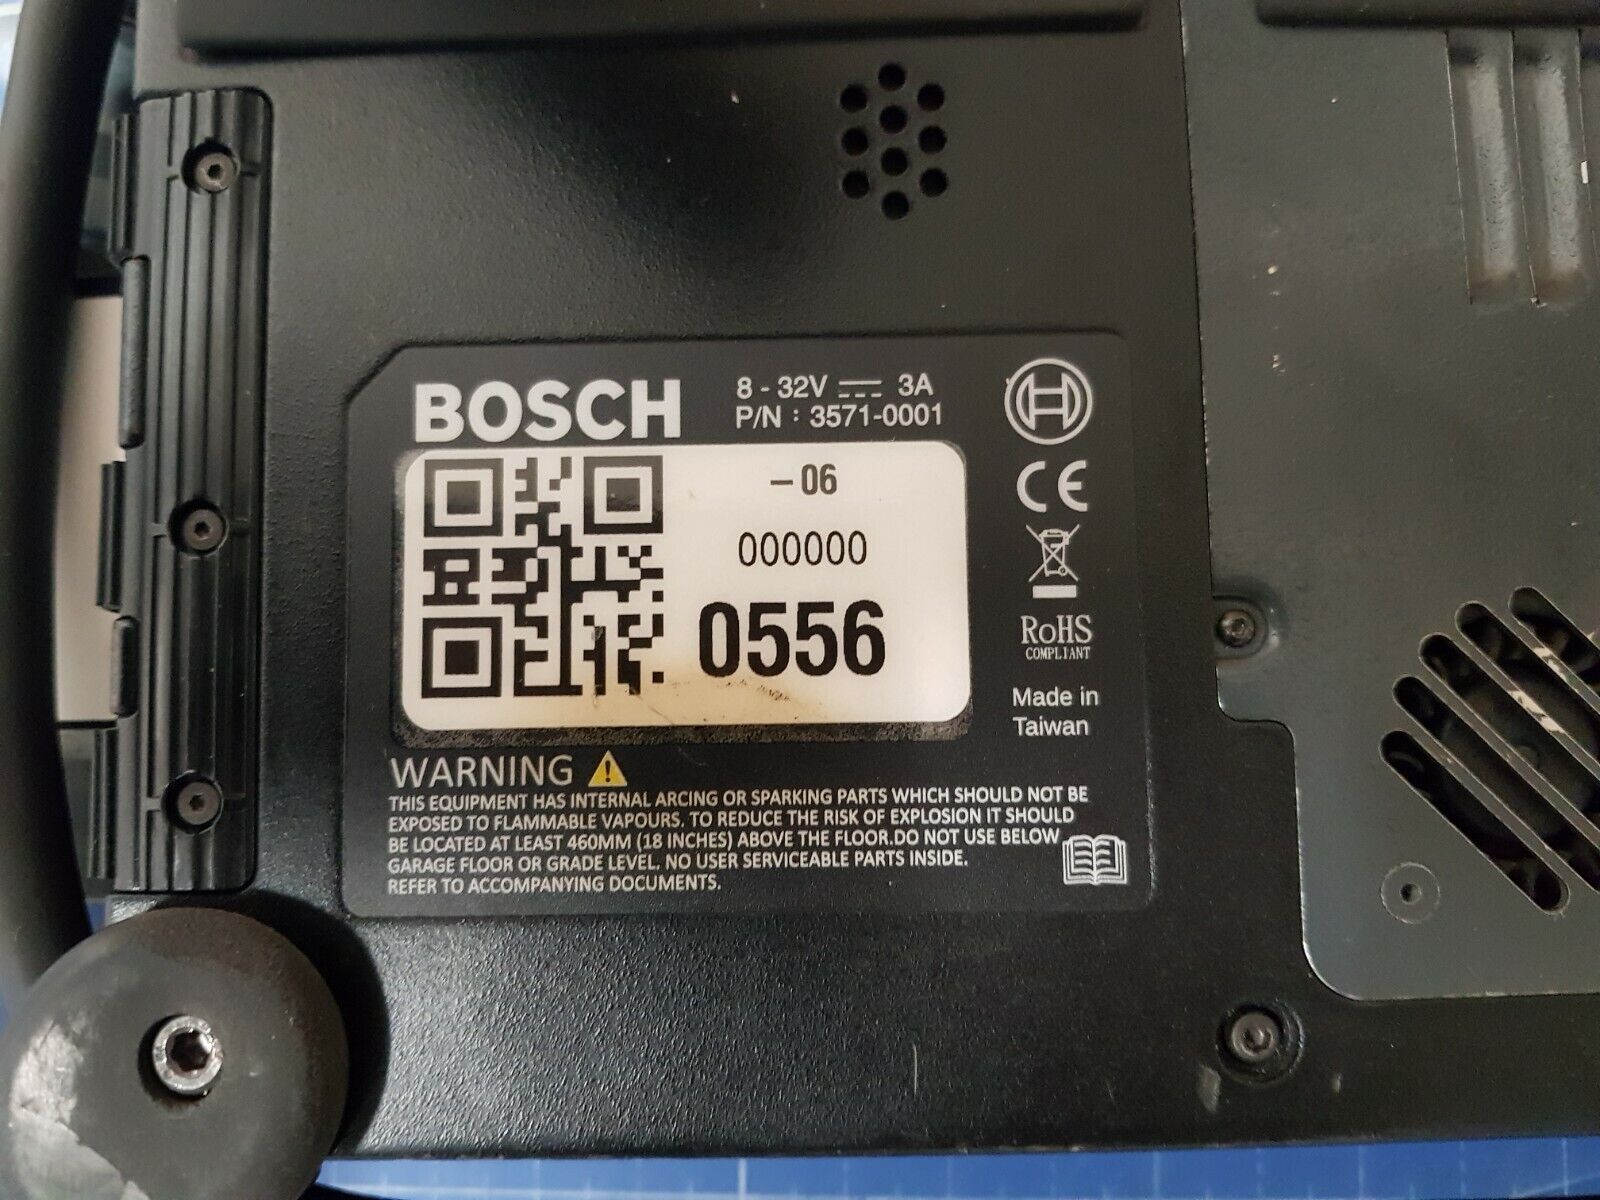 BOSCH
8 - 32V ⎓ 3A
P/N : 3571-0001
– 06
000000
0556
CE
RoHS
COMPLIANT
Made in
Taiwan
WARNING
THIS EQUIPMENT HAS INTERNAL ARCING OR SPARKING PARTS WHICH SHOULD NOT BE
EXPOSED TO FLAMMABLE VAPOURS. TO REDUCE THE RISK OF EXPLOSION IT SHOULD
BE LOCATED AT LEAST 460MM (18 INCHES) ABOVE THE FLOOR.DO NOT USE BELOW
GARAGE FLOOR OR GRADE LEVEL. NO USER SERVICEABLE PARTS INSIDE.
REFER TO ACCOMPANYING DOCUMENTS.